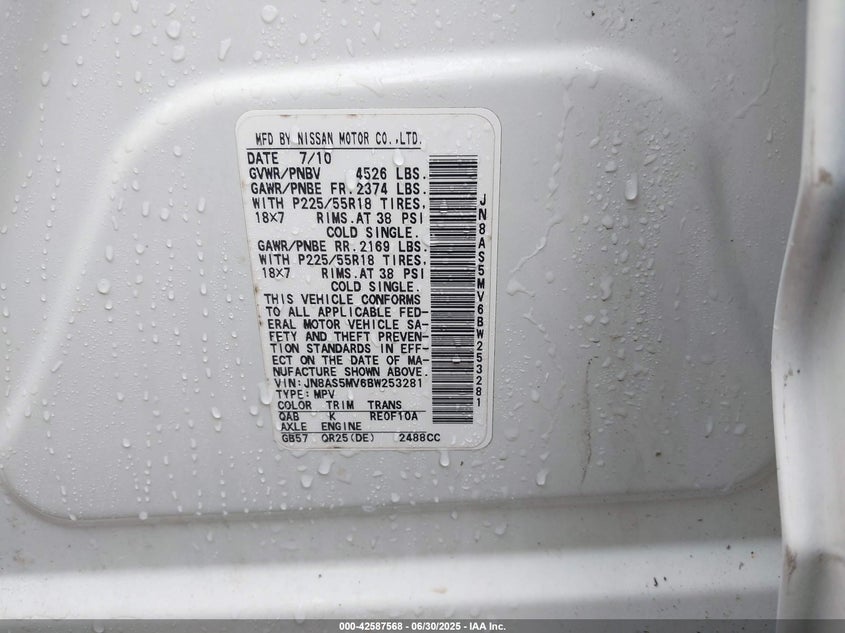 MFD BY NISSAN MOTOR CO.,LTD.
DATE 7/10
GVWR/PNBV 4526 LBS.
GAWR/PNBE FR.2374 LBS.
WITH P225/55R18 TIRES,
18X7 RIMS.AT 38 PSI
COLD SINGLE.
GAWR/PNBE RR.2169 LBS.
WITH P225/55R18 TIRES,
18X7 RIMS.AT 38 PSI
COLD SINGLE.
THIS VEHICLE CONFORMS
TO ALL APPLICABLE FED-
ERAL MOTOR VEHICLE SA-
FETY AND THEFT PREVEN-
TION STANDARDS IN EFF-
ECT ON THE DATE OF MA-
NUFACTURE SHOWN ABOVE.
VIN:JN8AS5MV6BW253281
TYPE:MPV
COLOR TRIM TRANS
QAB K RE0F10A
AXLE ENGINE
GB57 QR25(DE) 2488CC
JN8AS5MV6BW253281
000-42587568 - 06/30/2025 - IAA Inc.